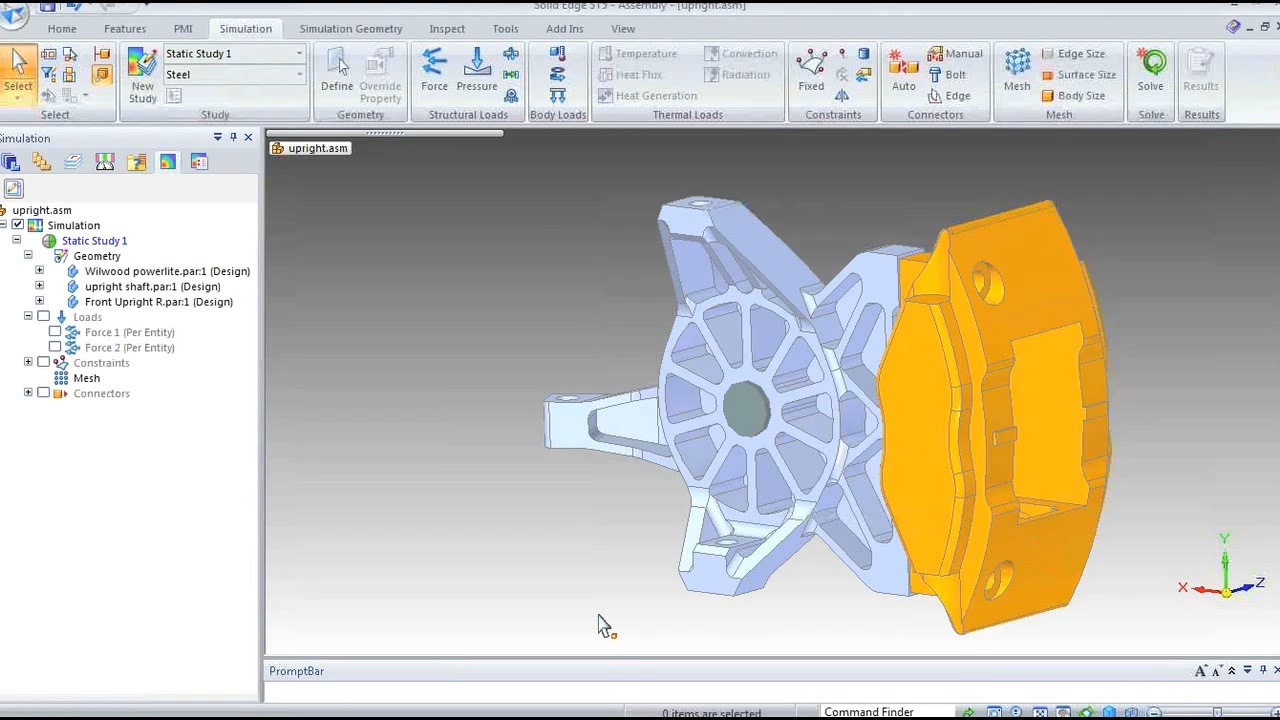 Solid Edge ST5 - Assembly - [upright.asm]
Home Features PMI Simulation Simulation Geometry Inspect Tools Add Ins View
Select
New Study
Static Study 1
Steel
Define
Override Property
Force
Pressure
Temperature
Convection
Heat Flux
Radiation
Heat Generation
Fixed
Auto
Manual
Bolt
Edge
Mesh
Edge Size
Surface Size
Body Size
Solve
Results
Select Study Geometry Structural Loads Body Loads Thermal Loads Constraints Connectors Mesh Solve Results
Simulation
upright.asm
upright.asm
Simulation
Static Study 1
Geometry
Wilwood powerlite.par:1 (Design)
upright shaft.par:1 (Design)
Front Upright R.par:1 (Design)
Loads
Force 1 (Per Entity)
Force 2 (Per Entity)
Constraints
Mesh
Connectors
Y
X
Z
PromptBar
0 items are selected
Command Finder